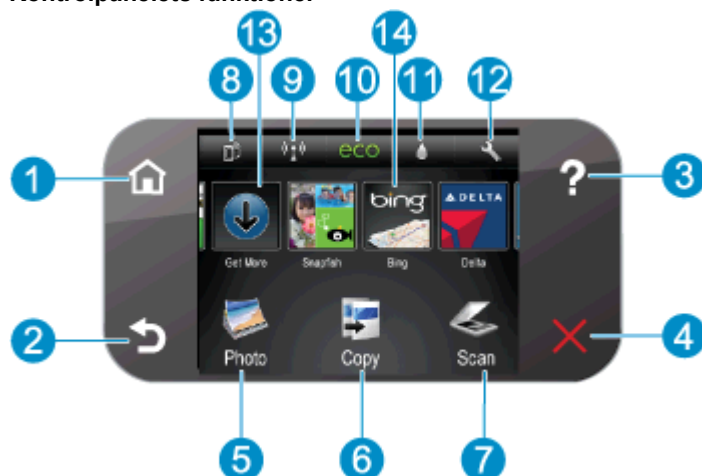 Kontrolpanelets funktioner
13 14
8 9 10 11 12
eco
1 ? 3
bing DELTA
Get More Snapfish Bing Delta
2 4
Photo Copy Scan
5 6 7